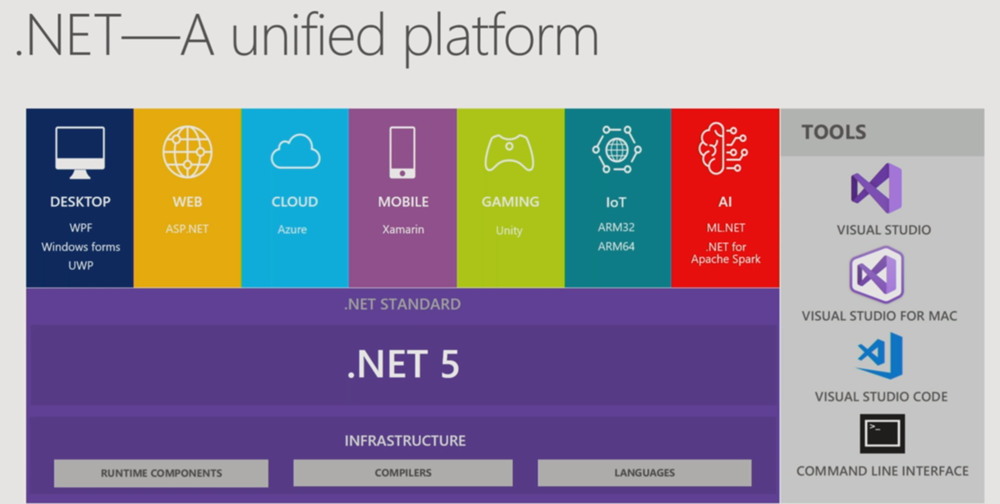 .NET—A unified platform
DESKTOP
WPF
Windows forms
UWP
WEB
ASP.NET
CLOUD
Azure
MOBILE
Xamarin
GAMING
Unity
IoT
ARM32
ARM64
AI
ML.NET
.NET for
Apache Spark
.NET STANDARD
.NET 5
INFRASTRUCTURE
RUNTIME COMPONENTS
COMPILERS
LANGUAGES
TOOLS
VISUAL STUDIO
VISUAL STUDIO FOR MAC
VISUAL STUDIO CODE
>_
COMMAND LINE INTERFACE